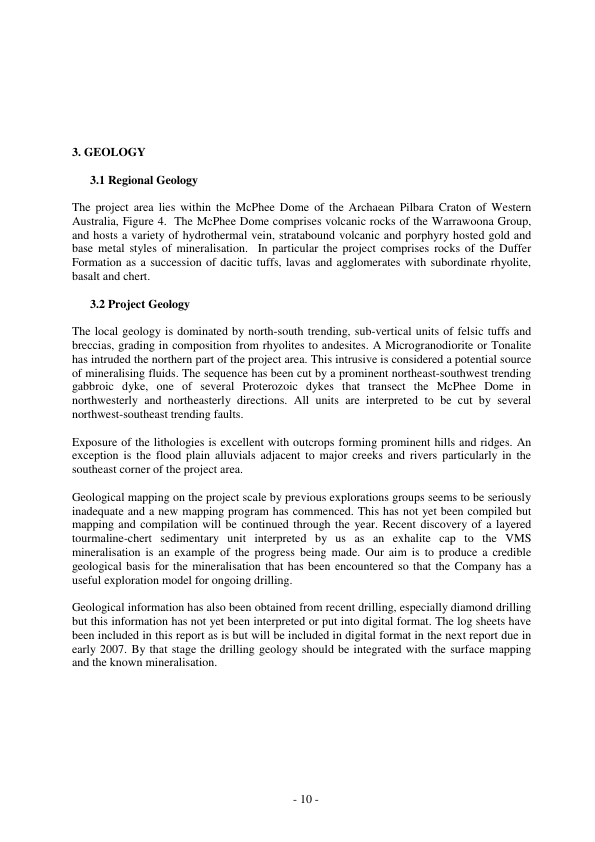 3. GEOLOGY
3.1 Regional Geology
The project area lies within the McPhee Dome of the Archaean Pilbara Craton of Western
Australia, Figure 4.  The McPhee Dome comprises volcanic rocks of the Warrawoona Group,
and hosts a variety of hydrothermal vein, stratabound volcanic and porphyry hosted gold and
base metal styles of mineralisation.  In particular the project comprises rocks of the Duffer
Formation as a succession of dacitic tuffs, lavas and agglomerates with subordinate rhyolite,
basalt and chert.
3.2 Project Geology
The local geology is dominated by north-south trending, sub-vertical units of felsic tuffs and
breccias, grading in composition from rhyolites to andesites. A Microgranodiorite or Tonalite
has intruded the northern part of the project area. This intrusive is considered a potential source
of mineralising fluids. The sequence has been cut by a prominent northeast-southwest trending
gabbroic dyke, one of several Proterozoic dykes that transect the McPhee Dome in
northwesterly and northeasterly directions. All units are interpreted to be cut by several
northwest-southeast trending faults.
Exposure of the lithologies is excellent with outcrops forming prominent hills and ridges. An
exception is the flood plain alluvials adjacent to major creeks and rivers particularly in the
southeast corner of the project area.
Geological mapping on the project scale by previous explorations groups seems to be seriously
inadequate and a new mapping program has commenced. This has not yet been compiled but
mapping and compilation will be continued through the year. Recent discovery of a layered
tourmaline-chert sedimentary unit interpreted by us as an exhalite cap to the VMS
mineralisation is an example of the progress being made. Our aim is to produce a credible
geological basis for the mineralisation that has been encountered so that the Company has a
useful exploration model for ongoing drilling.
Geological information has also been obtained from recent drilling, especially diamond drilling
but this information has not yet been interpreted or put into digital format. The log sheets have
been included in this report as is but will be included in digital format in the next report due in
early 2007. By that stage the drilling geology should be integrated with the surface mapping
and the known mineralisation.
- 10 -